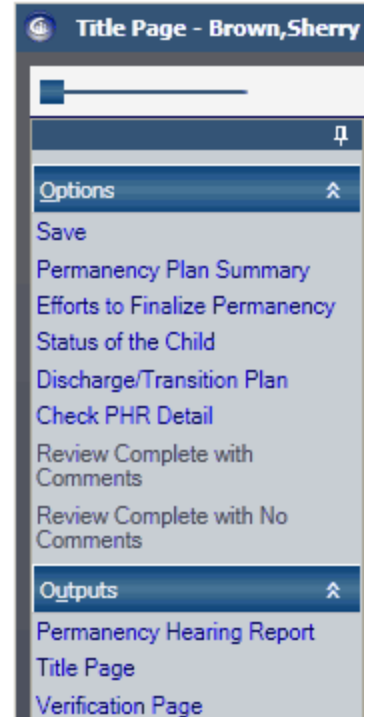 Title Page - Brown,Sherry
Options
Save
Permanency Plan Summary
Efforts to Finalize Permanency
Status of the Child
Discharge/Transition Plan
Check PHR Detail
Review Complete with
Comments
Review Complete with No
Comments
Outputs
Permanency Hearing Report
Title Page
Verification Page